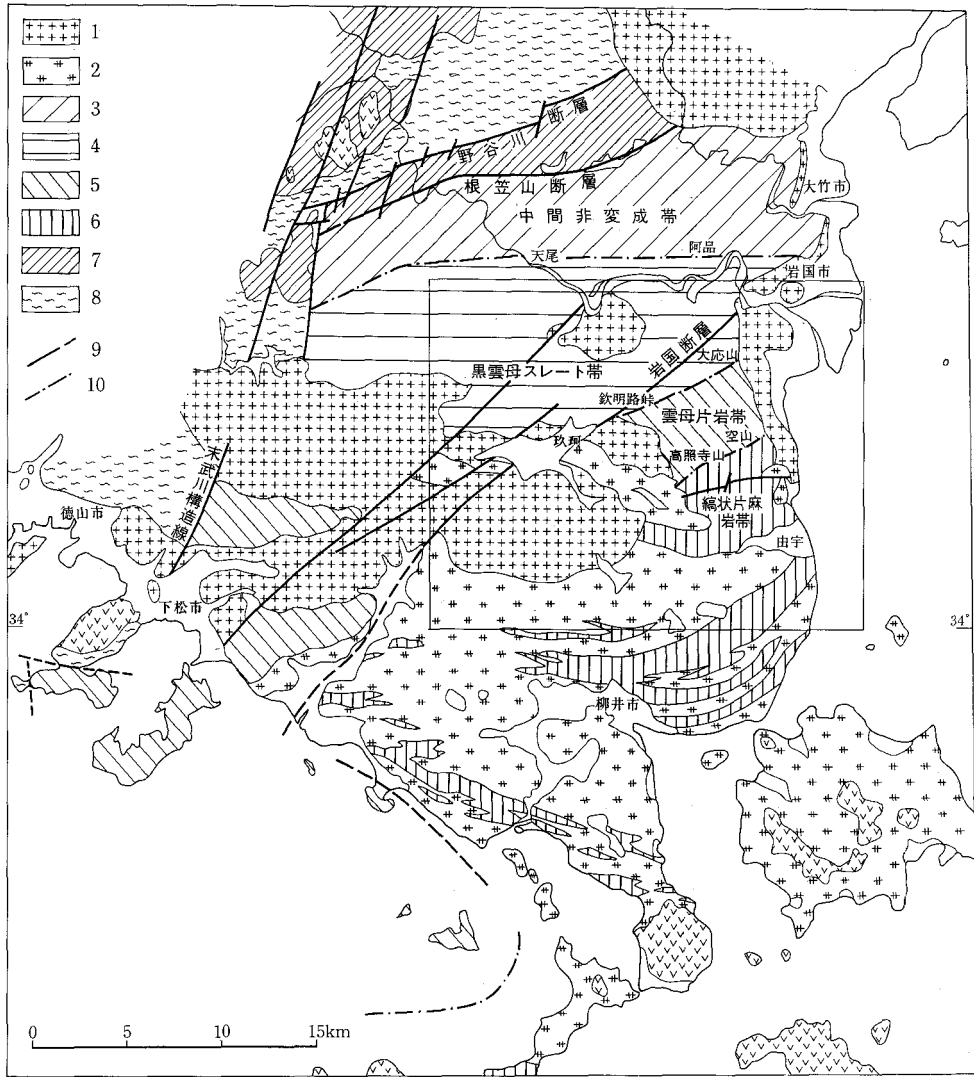 1
2
3
4
5
6
7
8
9
10
野谷川断層
根笠山断層
中間非変成帯
大竹市
天尾
阿品
岩国市
岩国断層
大応山
黒雲母スレート帯
欽明路峠
雲母片岩帯
玖珂
空山
高照寺山
末武川構造線
縞状片麻
岩帯
徳山市
由宇
下松市
34°
34°
柳井市
0 5 10 15km